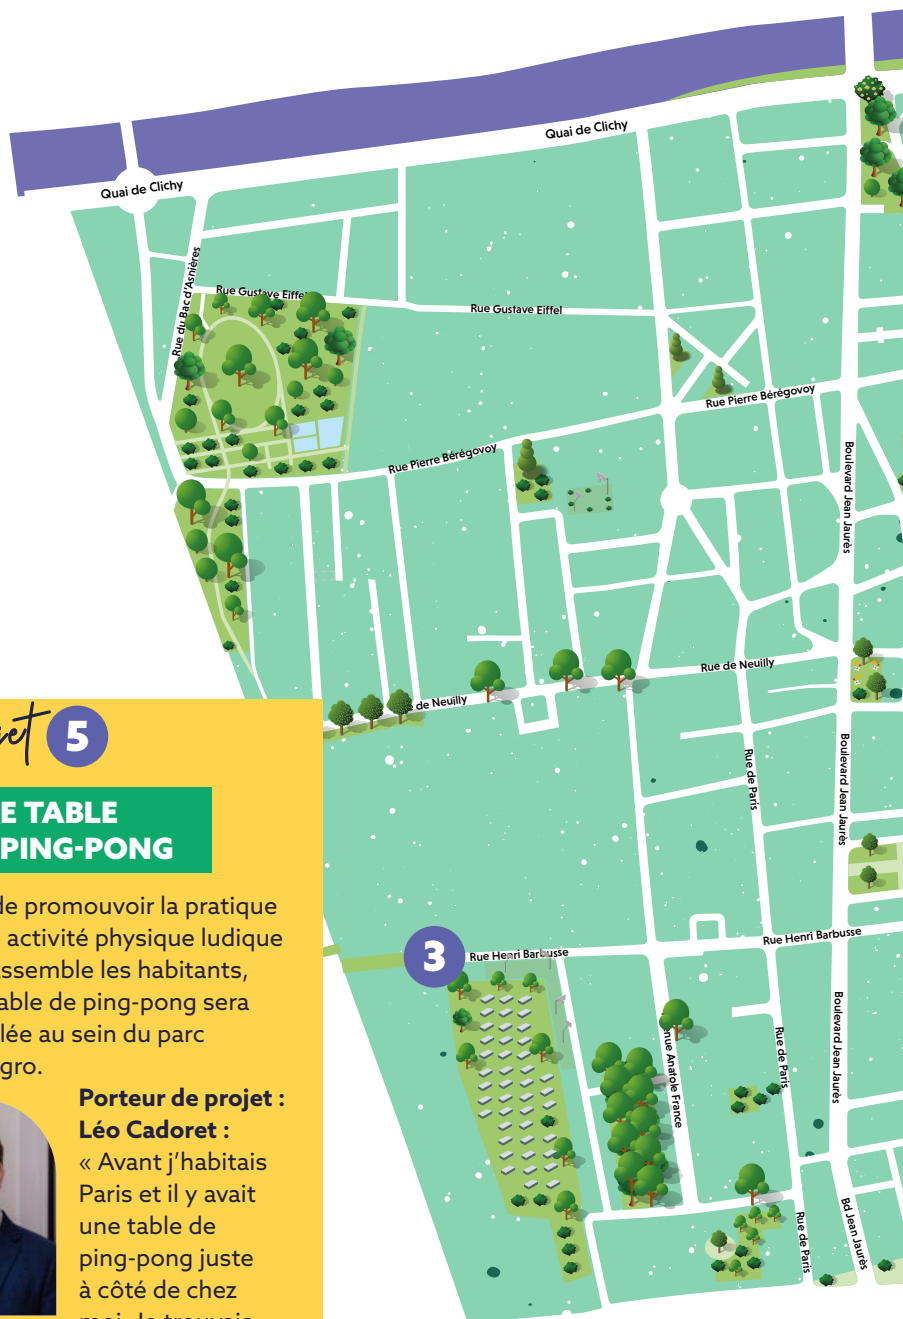 Quai de Clichy
Quai de Clichy
Rue du Bac d'Asnières
Rue Gustave Eiffel
Rue Gustave Eiffel
Rue Pierre Bérégovoy
Rue Pierre Bérégovoy
Boulevard Jean Jaurès
Rue de Neuilly
de Neuilly
Rue de Paris
Boulevard Jean Jaurès
5
E TABLE
PING-PONG
de promouvoir la pratique
activité physique ludique
assemble les habitants,
table de ping-pong sera
lée au sein du parc
gro.
Porteur de projet :
Léo Cadoret :
« Avant j'habitais
Paris et il y avait
une table de
ping-pong juste
à côté de chez
3
Rue Henri Barbusse
Rue Henri Barbusse
nue Anatole France
Rue de Paris
Boulevard Jean Jaurès
Rue de Paris
Bd Jean Jaurès